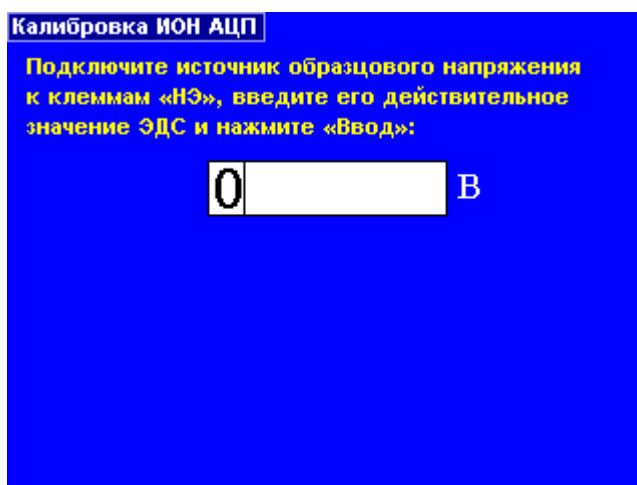 Калибровка ИОН АЦП
Подключите источник образцового напряжения
к клеммам «НЭ», введите его действительное
значение ЭДС и нажмите «Ввод»:
0 В